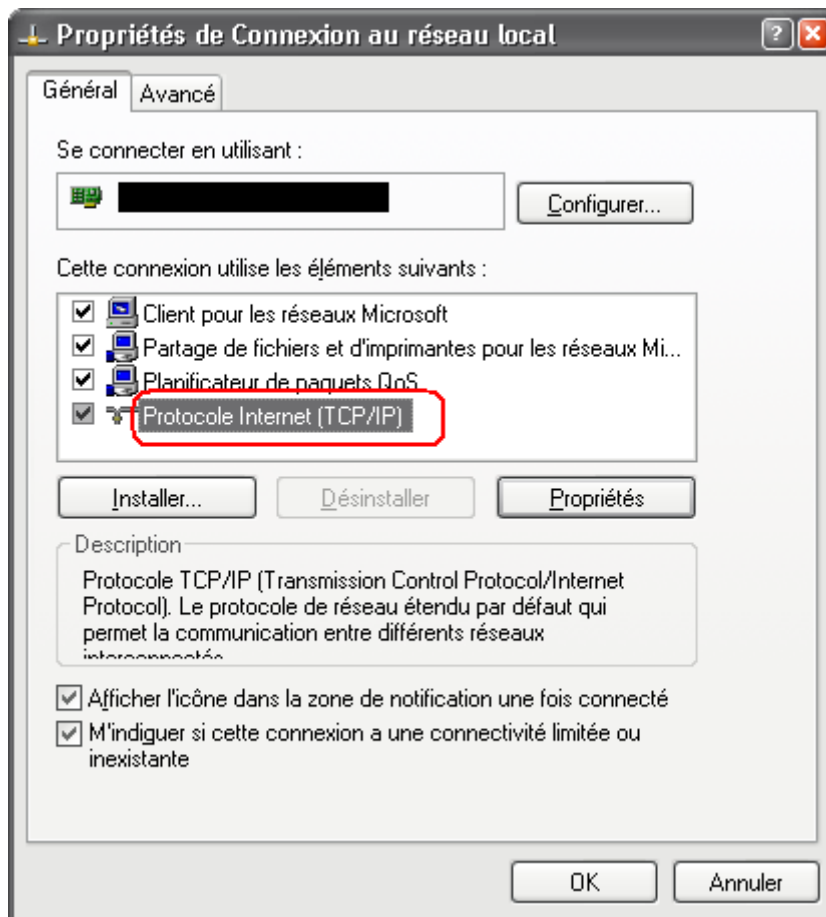 Propriétés de Connexion au réseau local
Général
Avancé
Se connecter en utilisant :
Configurer...
Cette connexion utilise les éléments suivants :
Client pour les réseaux Microsoft
Partage de fichiers et d'imprimantes pour les réseaux Mi...
Planificateur de paquets QoS
Protocole Internet (TCP/IP)
Installer...
Désinstaller
Propriétés
Description
Protocole TCP/IP (Transmission Control Protocol/Internet
Protocol). Le protocole de réseau étendu par défaut qui
permet la communication entre différents réseaux
interconnectés
Afficher l'icône dans la zone de notification une fois connecté
M'indiquer si cette connexion a une connectivité limitée ou
inexistante
OK
Annuler